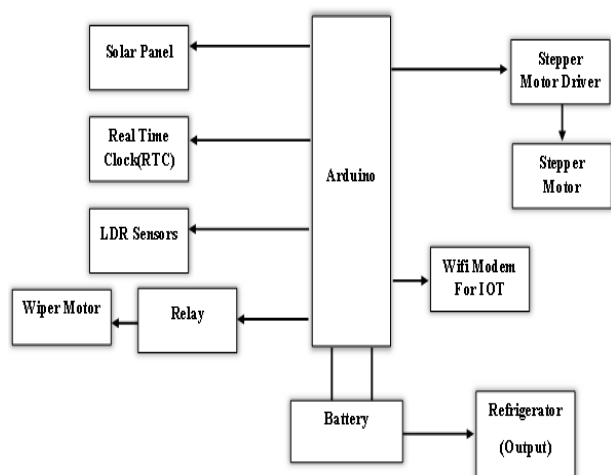 Solar Panel
Real Time
Clock(RTC)
LDR Sensors
Wiper Motor
Relay
Arduino
Battery
Stepper
Motor Driver
Stepper
Motor
Wifi Modem
For IOT
Refrigerator
(Output)